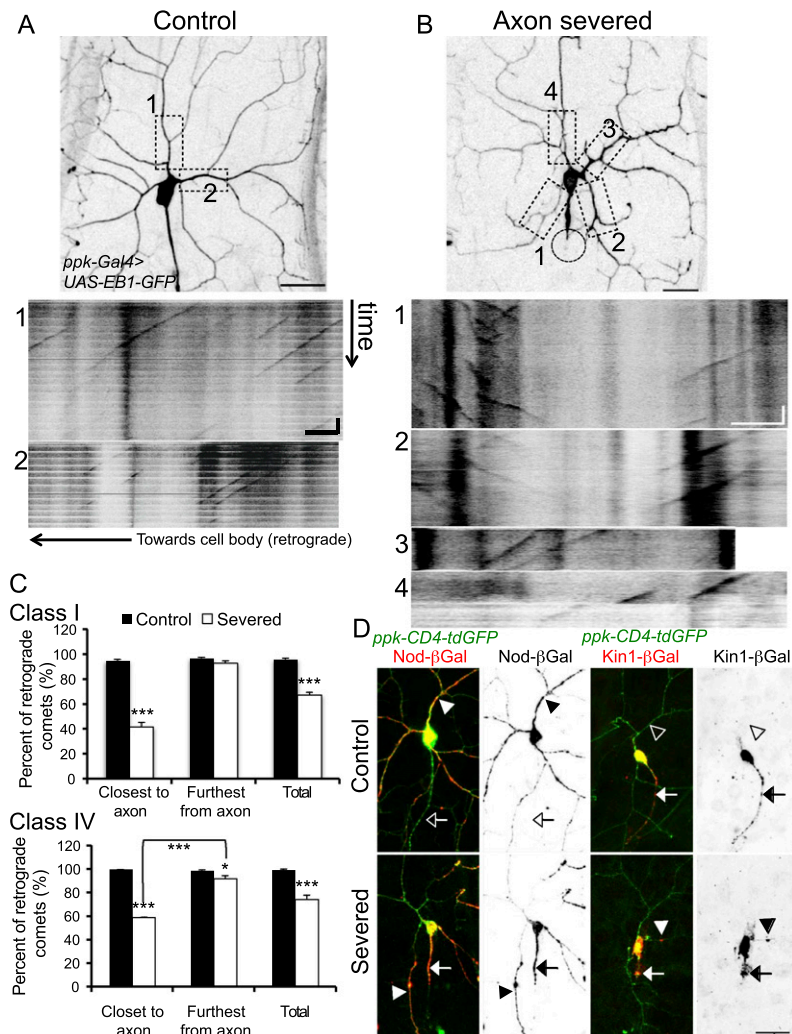 A
Control
1
2
ppk-Gal4>
UAS-EB1-GFP
1
time
2
Towards cell body (retrograde)
B
Axon severed
4
3
1
2
1
2
3
4
C
Class I
Control
Severed
Percent of retrograde
comets (%)
120
100
80
60
40
20
0
***
***
Closest to
axon
Furthest
from axon
Total
Class IV
Percent of retrograde
comets (%)
120
100
80
60
40
20
0
***
***
*
***
Closet to
axon
Furthest
from axon
Total
D
ppk-CD4-tdGFP
Nod-βGal
Nod-βGal
ppk-CD4-tdGFP
Kin1-βGal
Kin1-βGal
Control
Severed